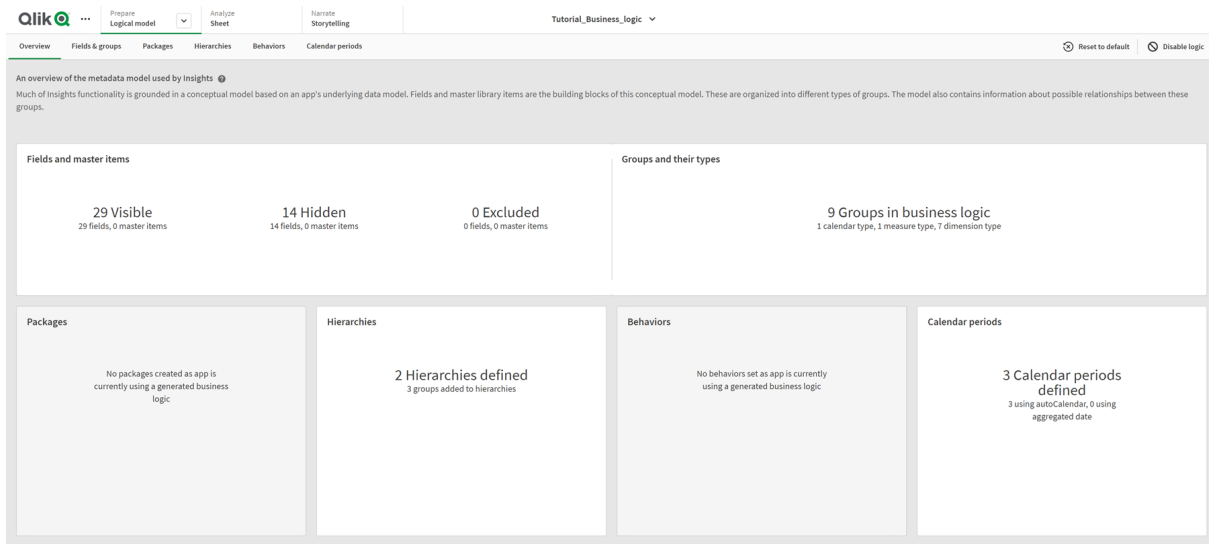 Qlik
Prepare
Logical model
Analyze
Sheet
Narrate
Storytelling
Tutorial_Business_logic
Overview
Fields & groups
Packages
Hierarchies
Behaviors
Calendar periods
Reset to default
Disable logic
An overview of the metadata model used by Insights
Much of Insights functionality is grounded in a conceptual model based on an app's underlying data model. Fields and master library items are the building blocks of this conceptual model. These are organized into different types of groups. The model also contains information about possible relationships between these
groups.
Fields and master items
29 Visible
29 fields, 0 master items
14 Hidden
14 fields, 0 master items
0 Excluded
0 fields, 0 master items
Groups and their types
9 Groups in business logic
1 calendar type, 1 measure type, 7 dimension type
Packages
No packages created as app is
currently using a generated business
logic
Hierarchies
2 Hierarchies defined
3 groups added to hierarchies
Behaviors
No behaviors set as app is currently
using a generated business logic
Calendar periods
3 Calendar periods
defined
3 using autoCalendar, 0 using
aggregated date